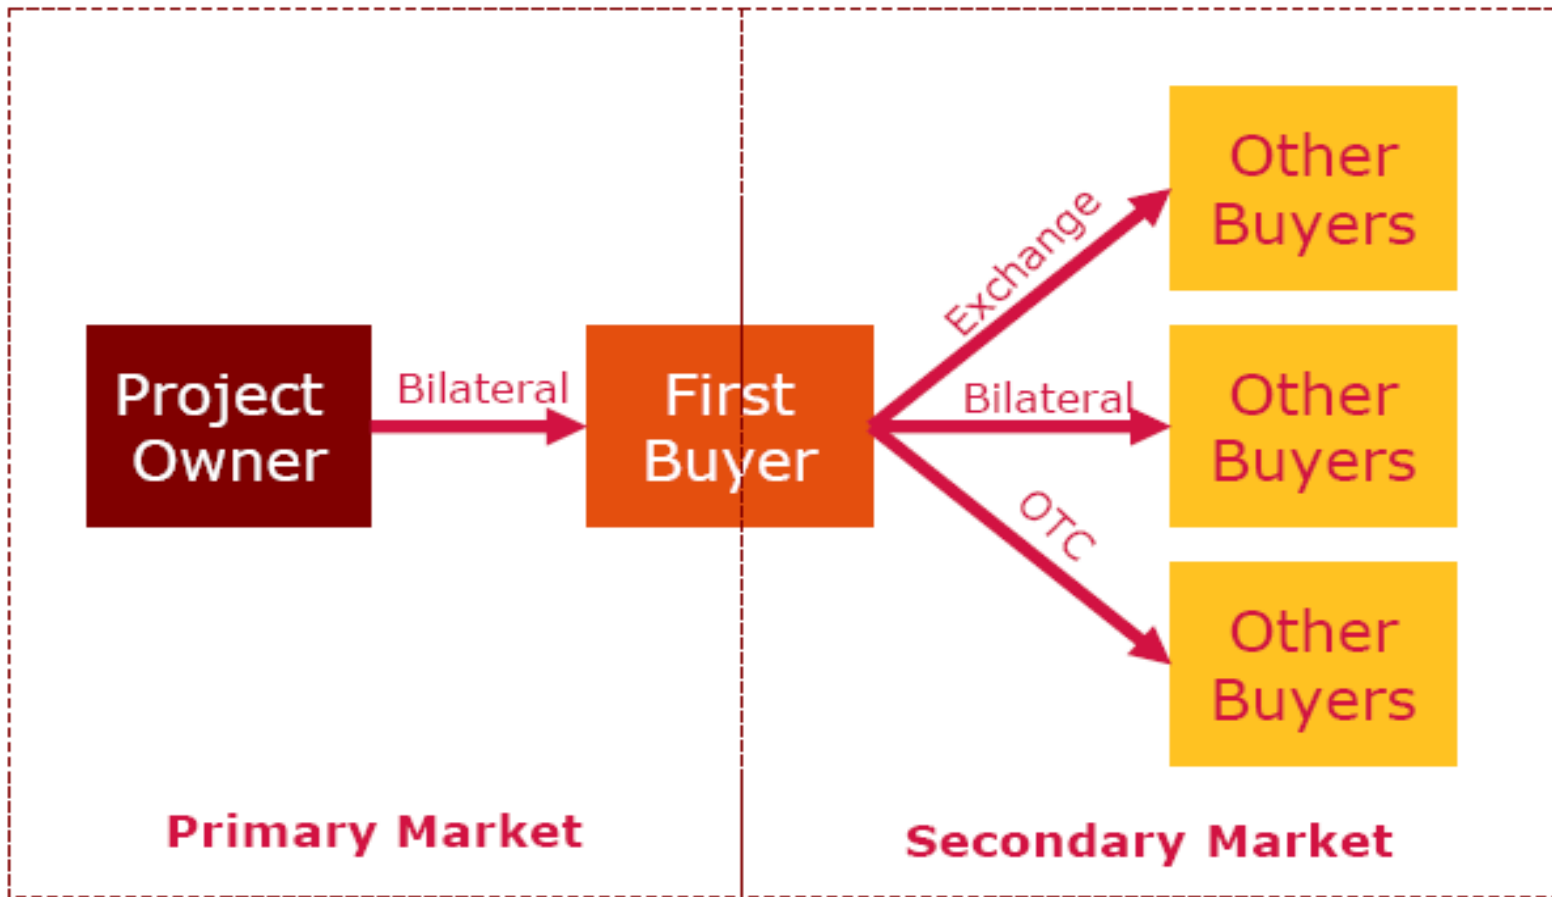 Project
Owner
Bilateral
First
Buyer
Exchange
Bilateral
OTC
Other
Buyers
Other
Buyers
Other
Buyers
Primary Market
Secondary Market